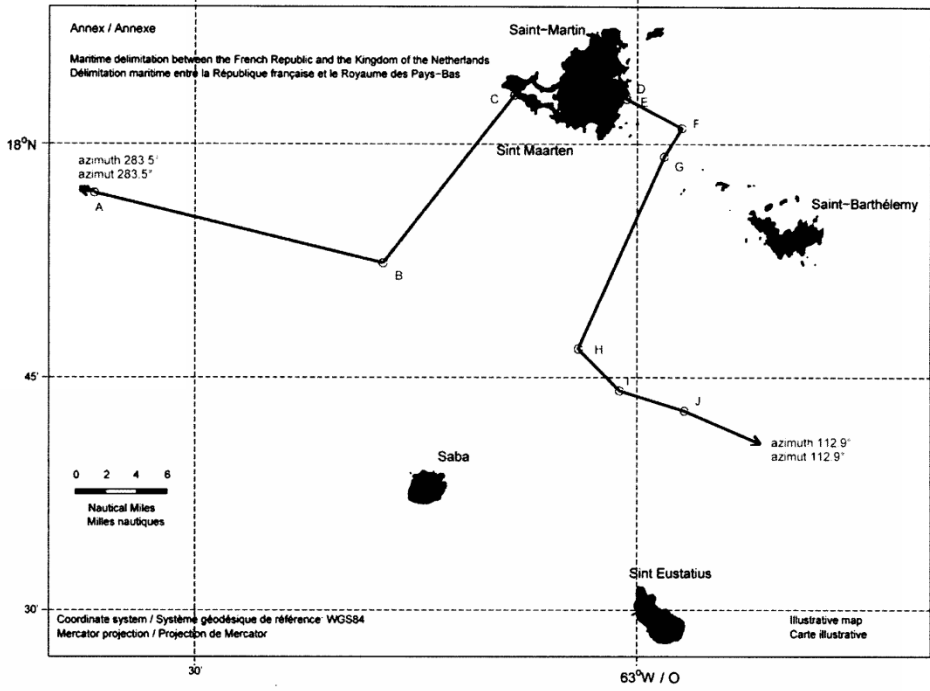 Annex / Annexe
Maritime delimitation between the French Republic and the Kingdom of the Netherlands
Délimitation maritime entre la République française et le Royaume des Pays-Bas
Saint-Martin
C
D
E
F
18°N
Sint Maarten
G
azimuth 283.5°
azimut 283.5°
A
Saint-Barthélemy
B
H
45'
I
J
azimuth 112.9°
azimut 112.9°
Saba
0 2 4 6
Nautical Miles
Milles nautiques
Sint Eustatius
30'
Coordinate system / Système géodésique de référence: WGS84
Mercator projection / Projection de Mercator
Illustrative map
Carte illustrative
30'
63°W / O